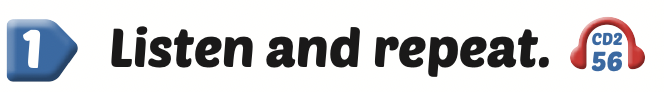 1 Listen and repeat. CD2
56